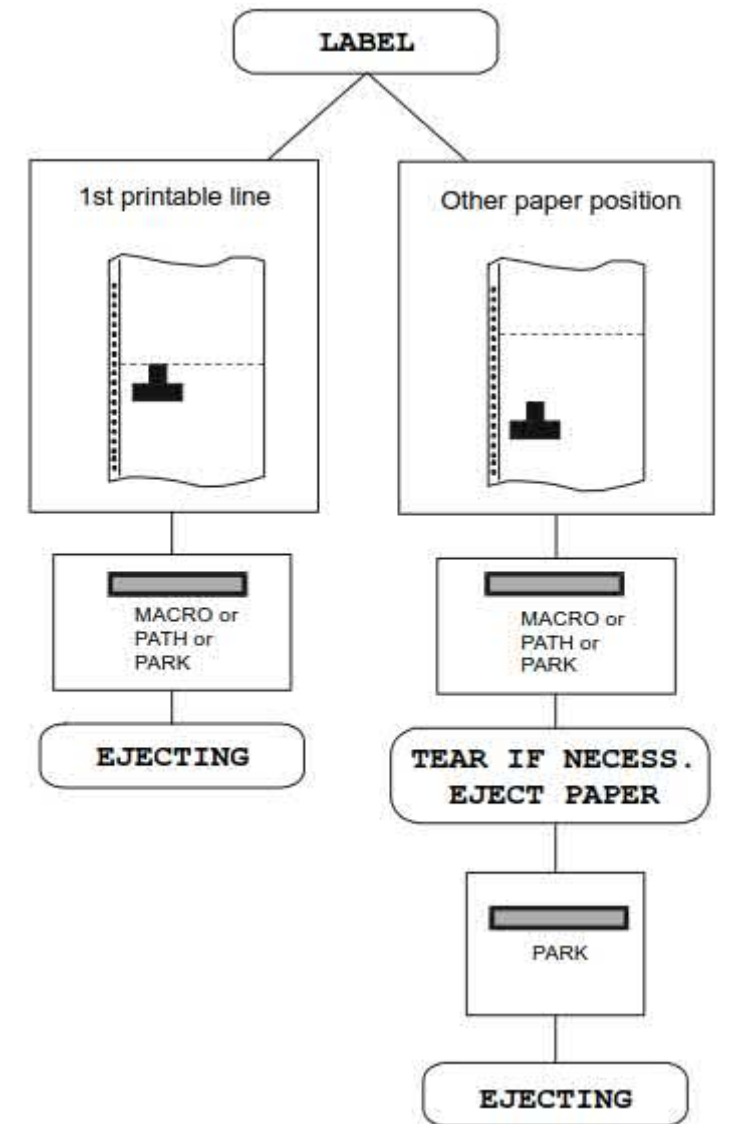 LABEL
1st printable line
Other paper position
MACRO or
PATH or
PARK
MACRO or
PATH or
PARK
EJECTING
TEAR IF NECESS.
EJECT PAPER
PARK
EJECTING